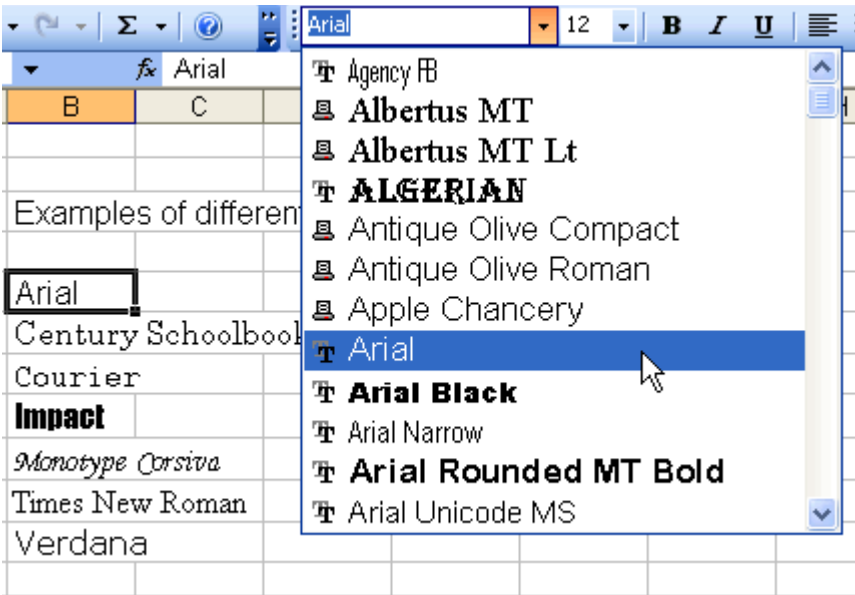 Σ Arial 12 B I U
fx Arial
B C H
Examples of differen
Arial
Century Schoolbook
Courier
Impact
Monotype Corsiva
Times New Roman
Verdana
Agency FB
Albertus MT
Albertus MT Lt
ALGERIAN
Antique Olive Compact
Antique Olive Roman
Apple Chancery
Arial
Arial Black
Arial Narrow
Arial Rounded MT Bold
Arial Unicode MS